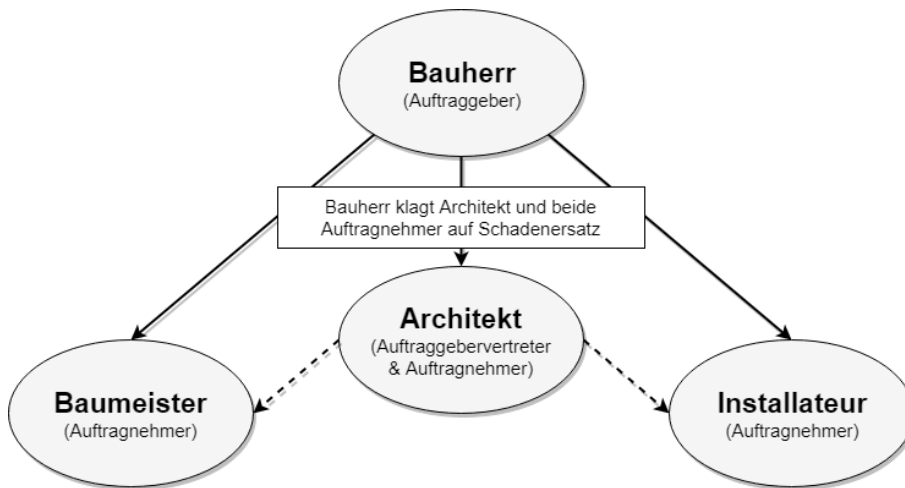 Bauherr
(Auftraggeber)
Bauherr klagt Architekt und beide
Auftragnehmer auf Schadenersatz
Architekt
(Auftraggebervertreter
& Auftragnehmer)
Baumeister
(Auftragnehmer)
Installateur
(Auftragnehmer)